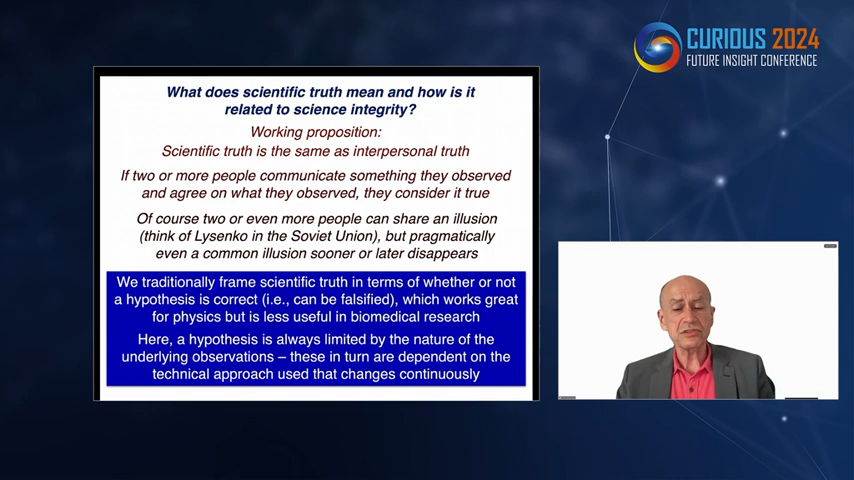 CURIOUS 2024
FUTURE INSIGHT CONFERENCE
What does scientific truth mean and how is it
related to science integrity?
Working proposition:
Scientific truth is the same as interpersonal truth
If two or more people communicate something they observed
and agree on what they observed, they consider it true
Of course two or even more people can share an illusion
(think of Lysenko in the Soviet Union), but pragmatically
even a common illusion sooner or later disappears
We traditionally frame scientific truth in terms of whether or not
a hypothesis is correct (i.e., can be falsified), which works great
for physics but is less useful in biomedical research
Here, a hypothesis is always limited by the nature of the
underlying observations – these in turn are dependent on the
technical approach used that changes continuously